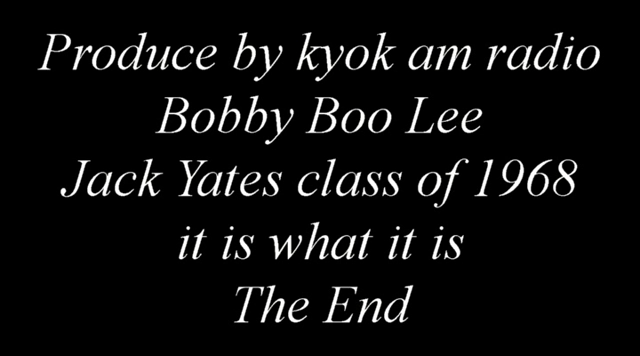 Produce by kyok am radio
Bobby Boo Lee
Jack Yates class of 1968
it is what it is
The End